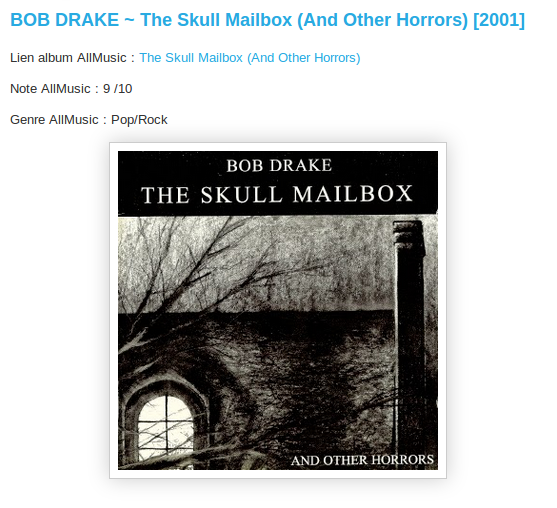 BOB DRAKE ~ The Skull Mailbox (And Other Horrors) [2001]
Lien album AllMusic : The Skull Mailbox (And Other Horrors)
Note AllMusic : 9 /10
Genre AllMusic : Pop/Rock
BOB DRAKE
THE SKULL MAILBOX
AND OTHER HORRORS